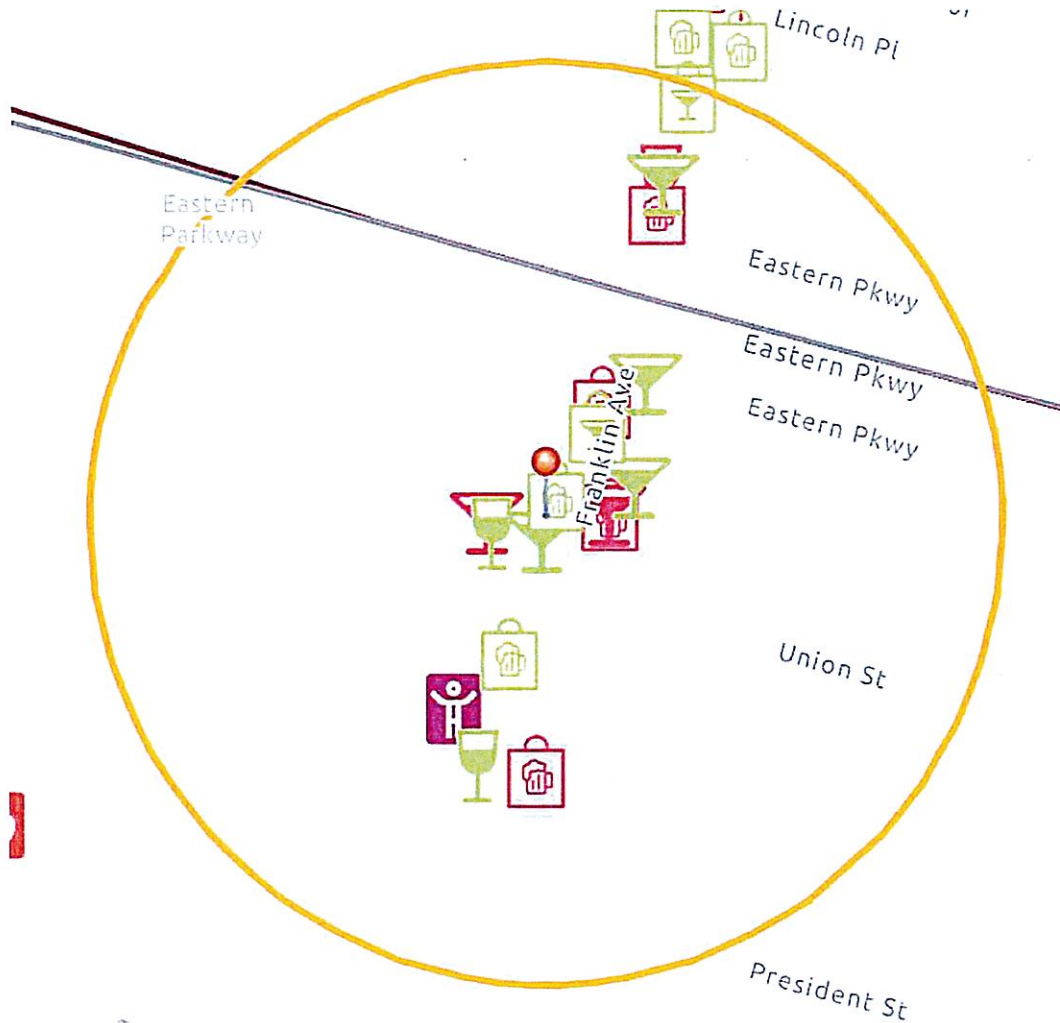 Lincoln Pl
Eastern
Parkway
Eastern Pkwy
Eastern Pkwy
Eastern Pkwy
Franklin Ave
Union St
President St